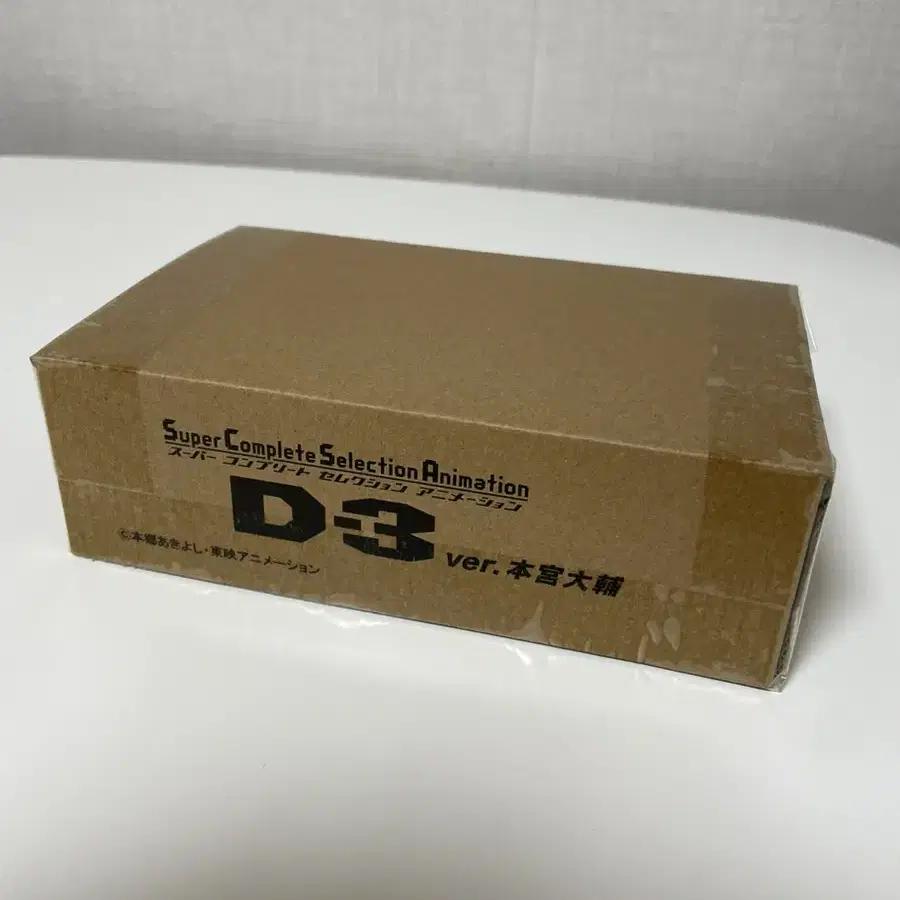 Super Complete Selection Animation
スーパー コンプリート セレクション アニメーション
D-3 ver. 本宮大輔
©本郷あきよし・東映アニメーション